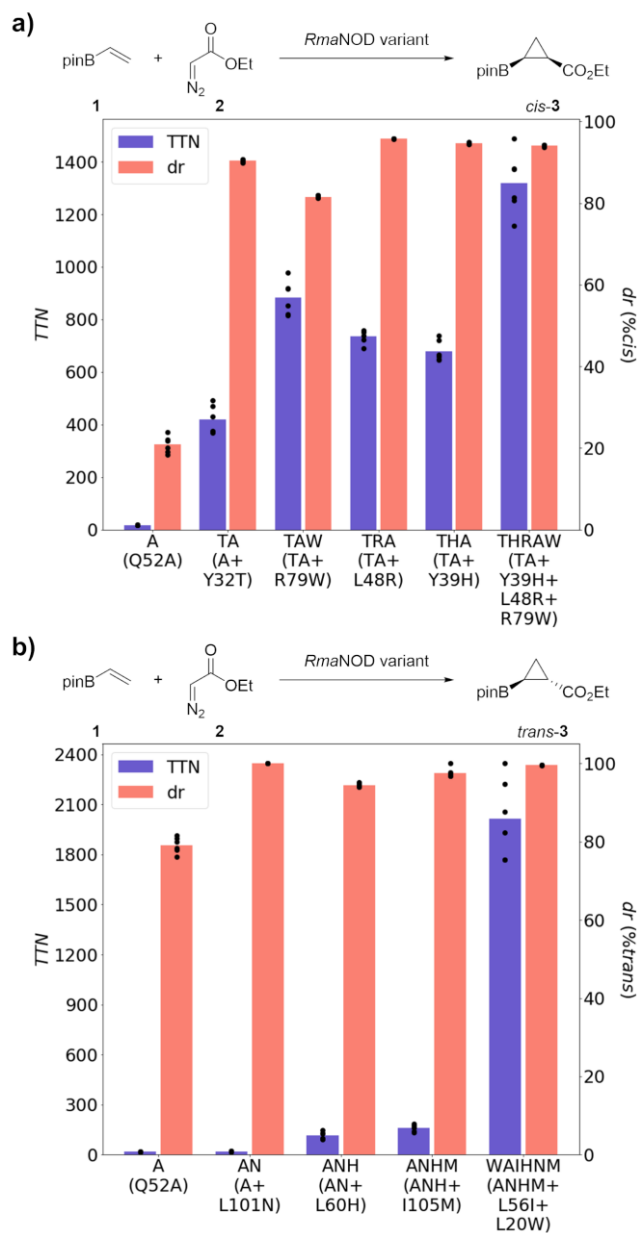 a)
RmaNOD variant
pinB + O OEt N2 pinB CO2Et
1 2 cis-3
TTN
dr
TTN
1400
1200
1000
800
600
400
200
0
dr (%cis)
100
80
60
40
20
0
A (Q52A)
TA (A+ Y32T)
TAW (TA+ R79W)
TRA (TA+ L48R)
THA (TA+ Y39H)
THRAW (TA+ Y39H+ L48R+ R79W)
b)
RmaNOD variant
pinB + O OEt N2 pinB CO2Et
1 2 trans-3
TTN
dr
TTN
2400
2100
1800
1500
1200
900
600
300
0
dr (%trans)
100
80
60
40
20
0
A (Q52A)
AN (A+ L101N)
ANH (AN+ L60H)
ANHM (ANH+ I105M)
WAIHNM (ANHM+ L56I+ L20W)